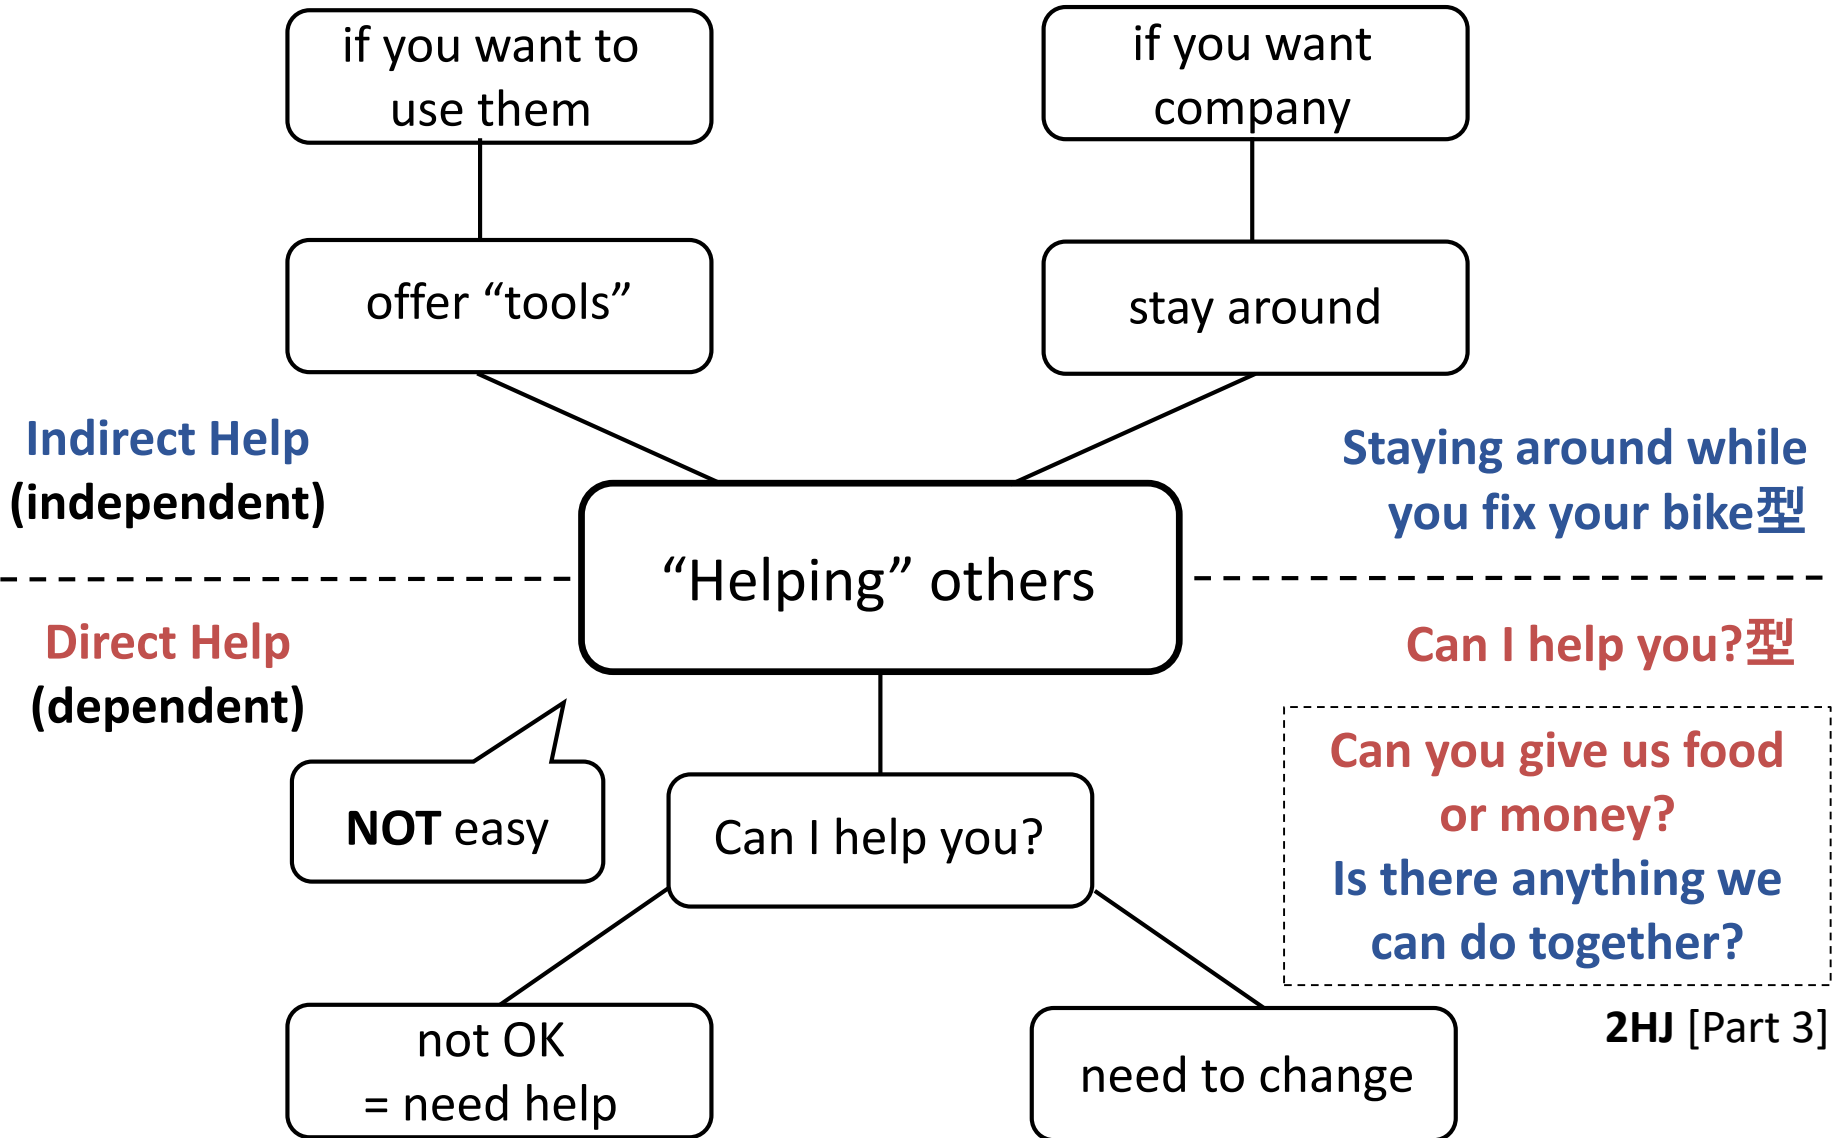 if you want to
use them
if you want
company
offer “tools”
stay around
Indirect Help
(independent)
Staying around while
you fix your bike型
“Helping” others
Direct Help
(dependent)
Can I help you?型
NOT easy
Can I help you?
Can you give us food
or money?
Is there anything we
can do together?
not OK
= need help
need to change
2HJ [Part 3]